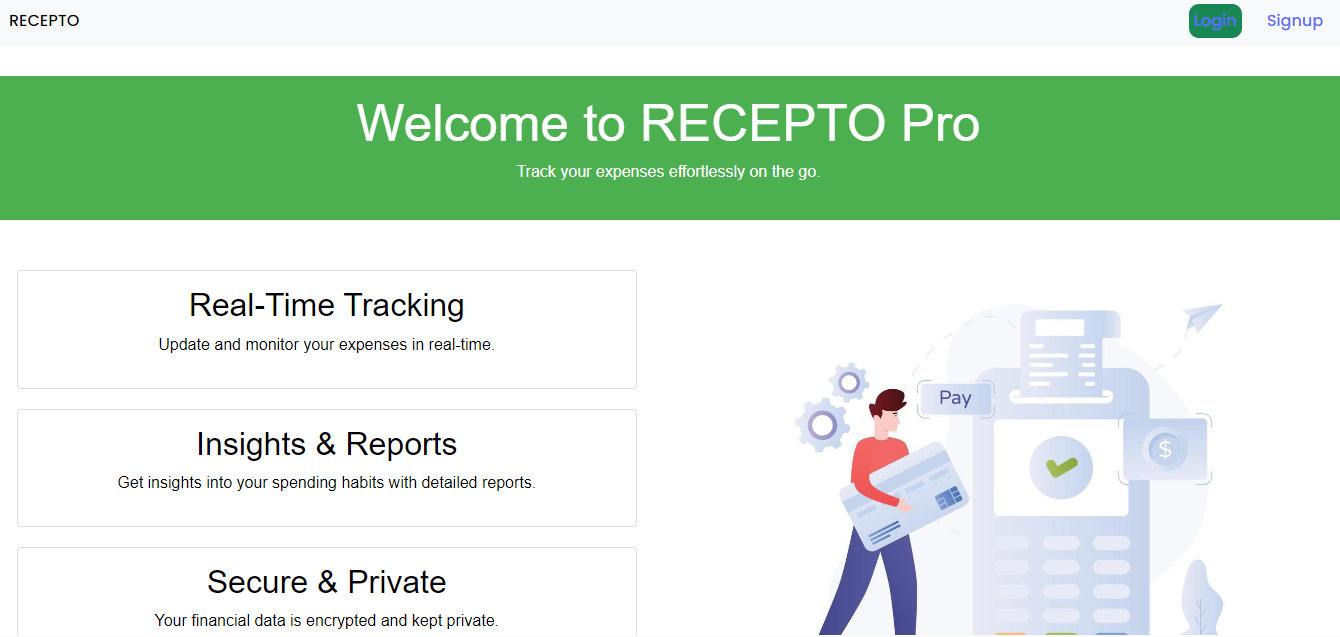 RECEPTO
Login
Signup
Welcome to RECEPTO Pro
Track your expenses effortlessly on the go.
Real-Time Tracking
Update and monitor your expenses in real-time.
Insights & Reports
Get insights into your spending habits with detailed reports.
Secure & Private
Your financial data is encrypted and kept private.
Pay
$